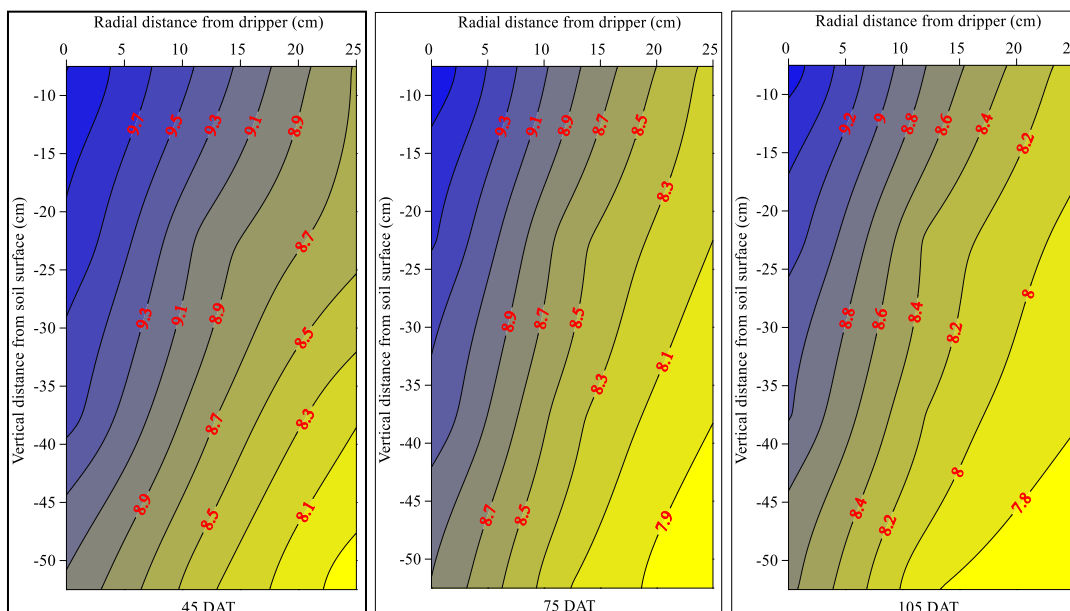 Radial distance from dripper (cm)
0 5 10 15 20 25
Vertical distance from soil surface (cm)
-10
-15
-20
-25
-30
-35
-40
-45
-50
9.7 9.5 9.3 9.1 8.9
8.7
9.3 9.1 8.9
8.5
8.7 8.3
8.9 8.5 8.1
45 DAT
Radial distance from dripper (cm)
0 5 10 15 20 25
Vertical distance from soil surface (cm)
-10
-15
-20
-25
-30
-35
-40
-45
-50
9.3 9.1 8.9 8.7 8.5
8.3
8.9 8.7 8.5
8.1
8.3
8.7 8.5 7.9
75 DAT
Radial distance from dripper (cm)
0 5 10 15 20 25
Vertical distance from soil surface (cm)
-10
-15
-20
-25
-30
-35
-40
-45
-50
9.2 9 8.8 8.6 8.4
8.2
8
8.8 8.6 8.4 8.2
8
8.4 8.2 7.8
105 DAT